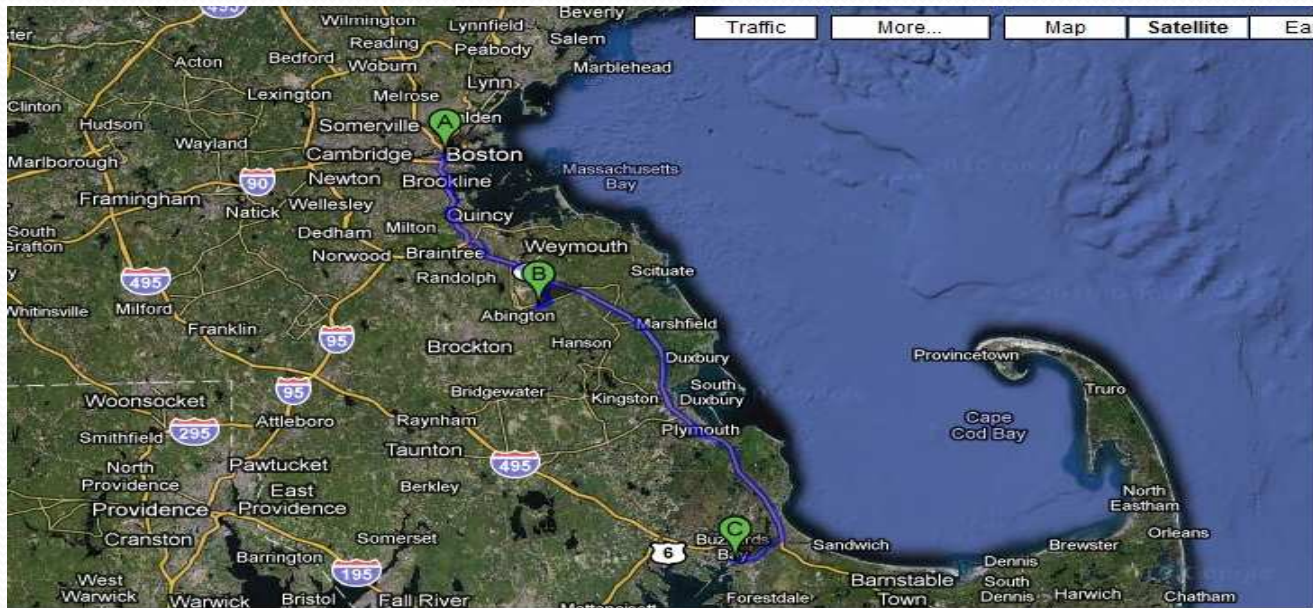 495
Wilmington
Lynnfield
Beverly
Traffic
More...
Map
Satellite
Reading
Salem
Acton
Bedford
Peabody
Woburn
Marblehead
Lynn
Lexington
Melrose
Clinton
Hudson
Somerville
A
Wayland
Marlborough
Cambridge
Boston
Massachusetts
Bay
90
Newton
Brookline
Framingham
Natick
Wellesley
Quincy
South
Grafton
Dedham
Milton
Norwood
Braintree
Weymouth
Randolph
B
Scituate
495
Milford
Abington
Marshfield
Franklin
95
Brockton
Hanson
Provincetown
Duxbury
Truro
95
Bridgewater
Kingston
South
Duxbury
Woonsocket
Attleboro
Raynham
Cape
Cod Bay
Smithfield
295
Taunton
Plymouth
Pawtucket
495
North
Providence
East
Providence
Berkley
North
Eastham
Providence
C
Cranston
Somerset
Orleans
Barrington
6
Sandwich
Brewster
195
Dennis
West
Warwick
Barnstable
Town
South
Dennis
Harwich
Warwick
Bristol
Fall River
Forestdale
Chatham